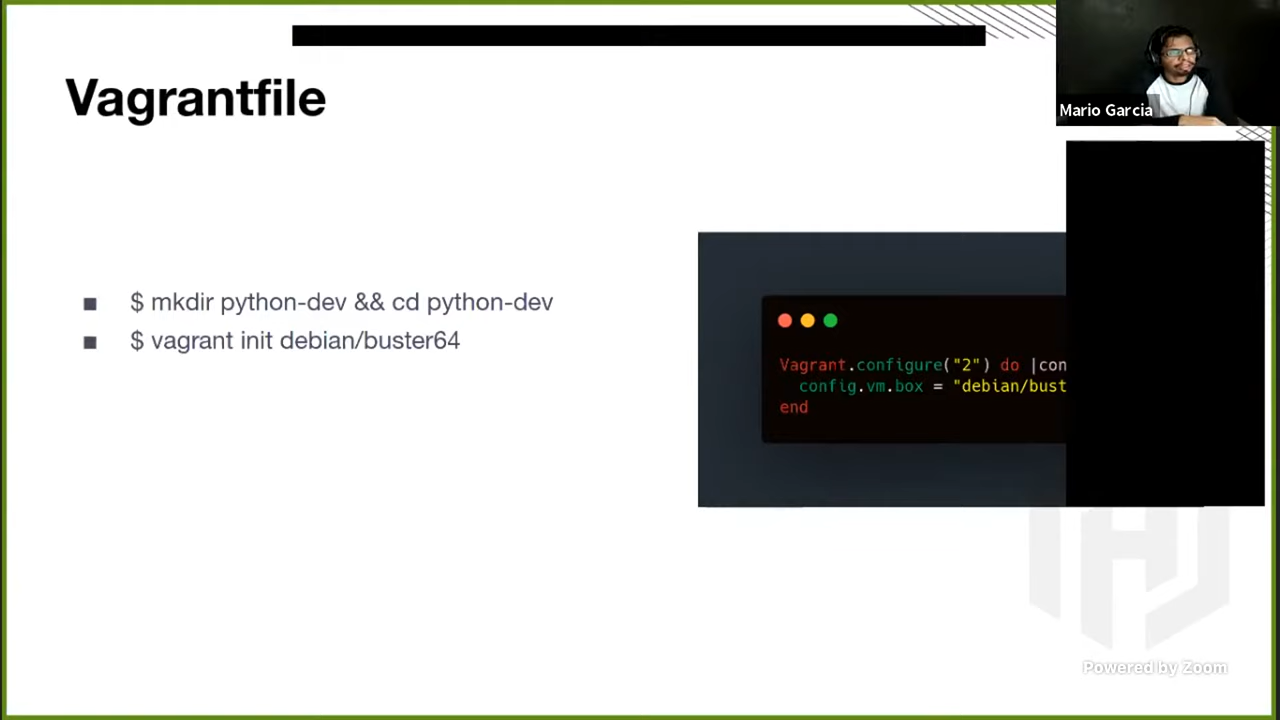 Vagrantfile
Mario Garcia
$ mkdir python-dev && cd python-dev
$ vagrant init debian/buster64
Vagrant.configure("2") do |con
config.vm.box = "debian/bust
end
Powered by Zoom